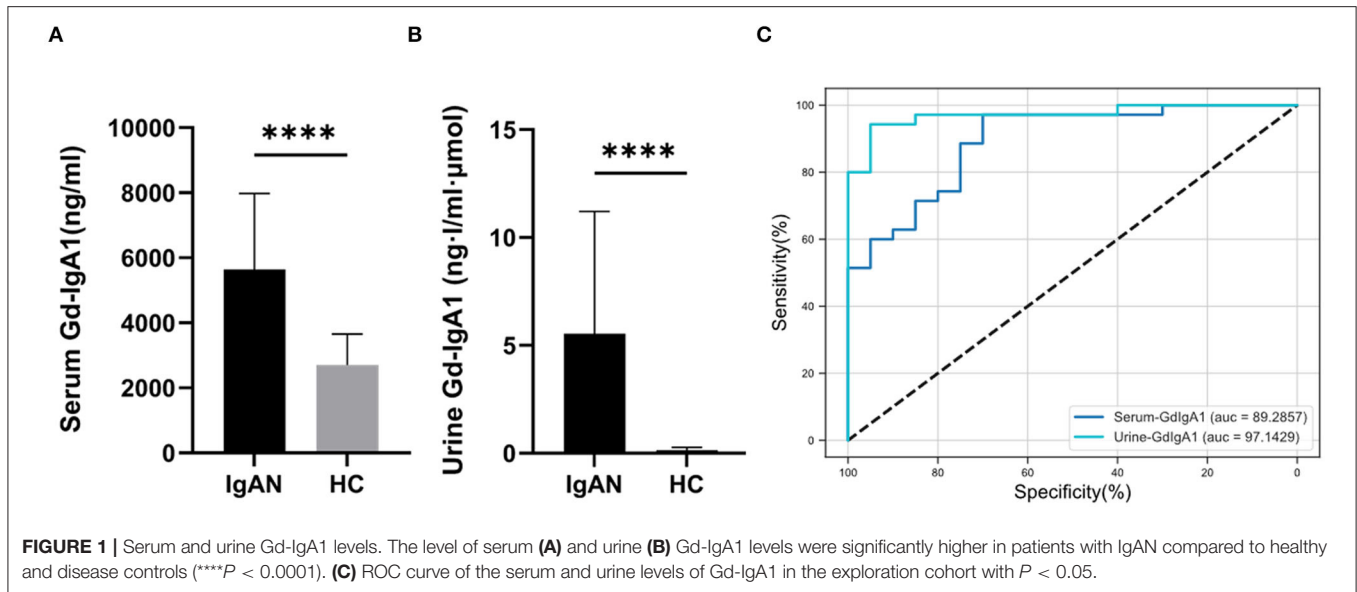 A
B
C
Serum Gd-IgA1(ng/ml)
10000
8000
6000
4000
2000
0
****
IgAN
HC
Urine Gd-IgA1 (ng·l/ml·μmol)
15
10
5
0
****
IgAN
HC
Sensitivity(%)
100
80
60
40
20
0
100
80
60
40
20
0
Specificity(%)
Serum-GdIgA1 (auc = 89.2857)
Urine-GdIgA1 (auc = 97.1429)
FIGURE 1 | Serum and urine Gd-IgA1 levels. The level of serum (A) and urine (B) Gd-IgA1 levels were significantly higher in patients with IgAN compared to healthy
and disease controls (****P < 0.0001). (C) ROC curve of the serum and urine levels of Gd-IgA1 in the exploration cohort with P < 0.05.